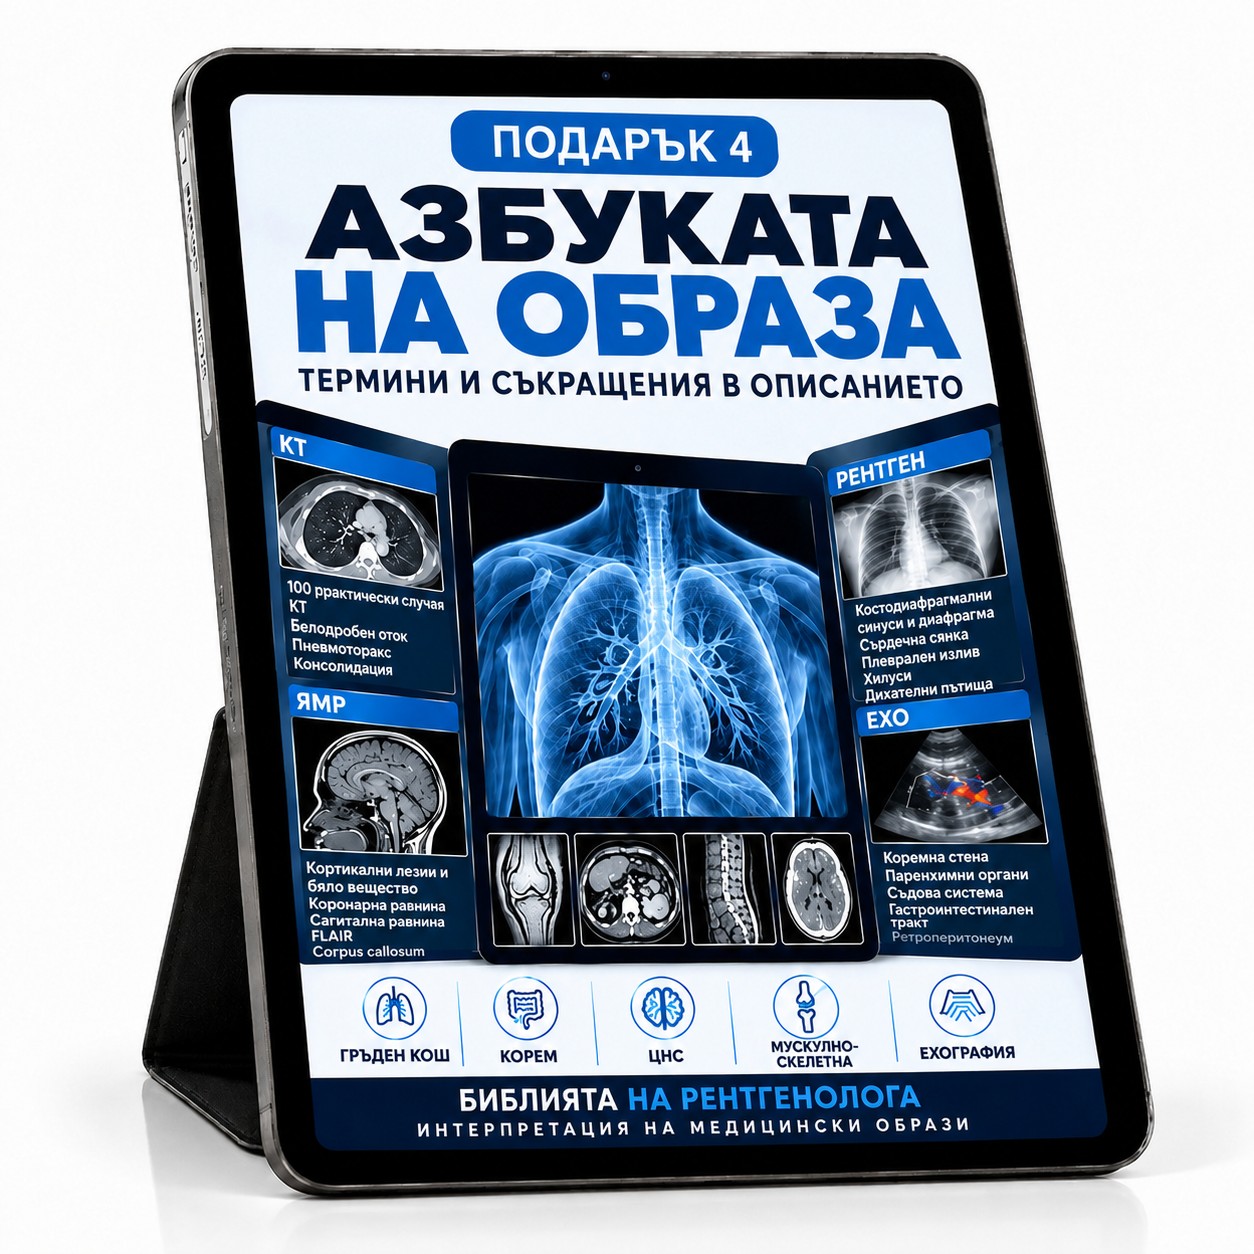 ПОДАРЪК 4
АЗБУКАТА
НА ОБРАЗА
ТЕРМИНИ И СЪКРАЩЕНИЯ В ОПИСАНИЕТО
КТ
100 ррактически случая
КТ
Белодробен оток
Пневмоторакс
Консолидация
ЯМР
Кортикални лезии и
бяло вещество
Коронарна равнина
Сагитална равнина
FLAIR
Corpus callosum
РЕНТГЕН
Костодиафрагмални
синуси и диафрагма
Сърдечна сянка
Плеврален излив
Хилуси
Дихателни пътища
ЕХО
Коремна стена
Паренхимни органи
Съдова система
Гастроинтестинален
тракт
Ретроперитонеум
ГРЪДЕН КОШ
КОРЕМ
ЦНС
МУСКУЛНО-
СКЕЛЕТНА
ЕХОГРАФИЯ
БИБЛИЯТА НА РЕНТГЕНОЛОГА
ИНТЕРПРЕТАЦИЯ НА МЕДИЦИНСКИ ОБРАЗИ